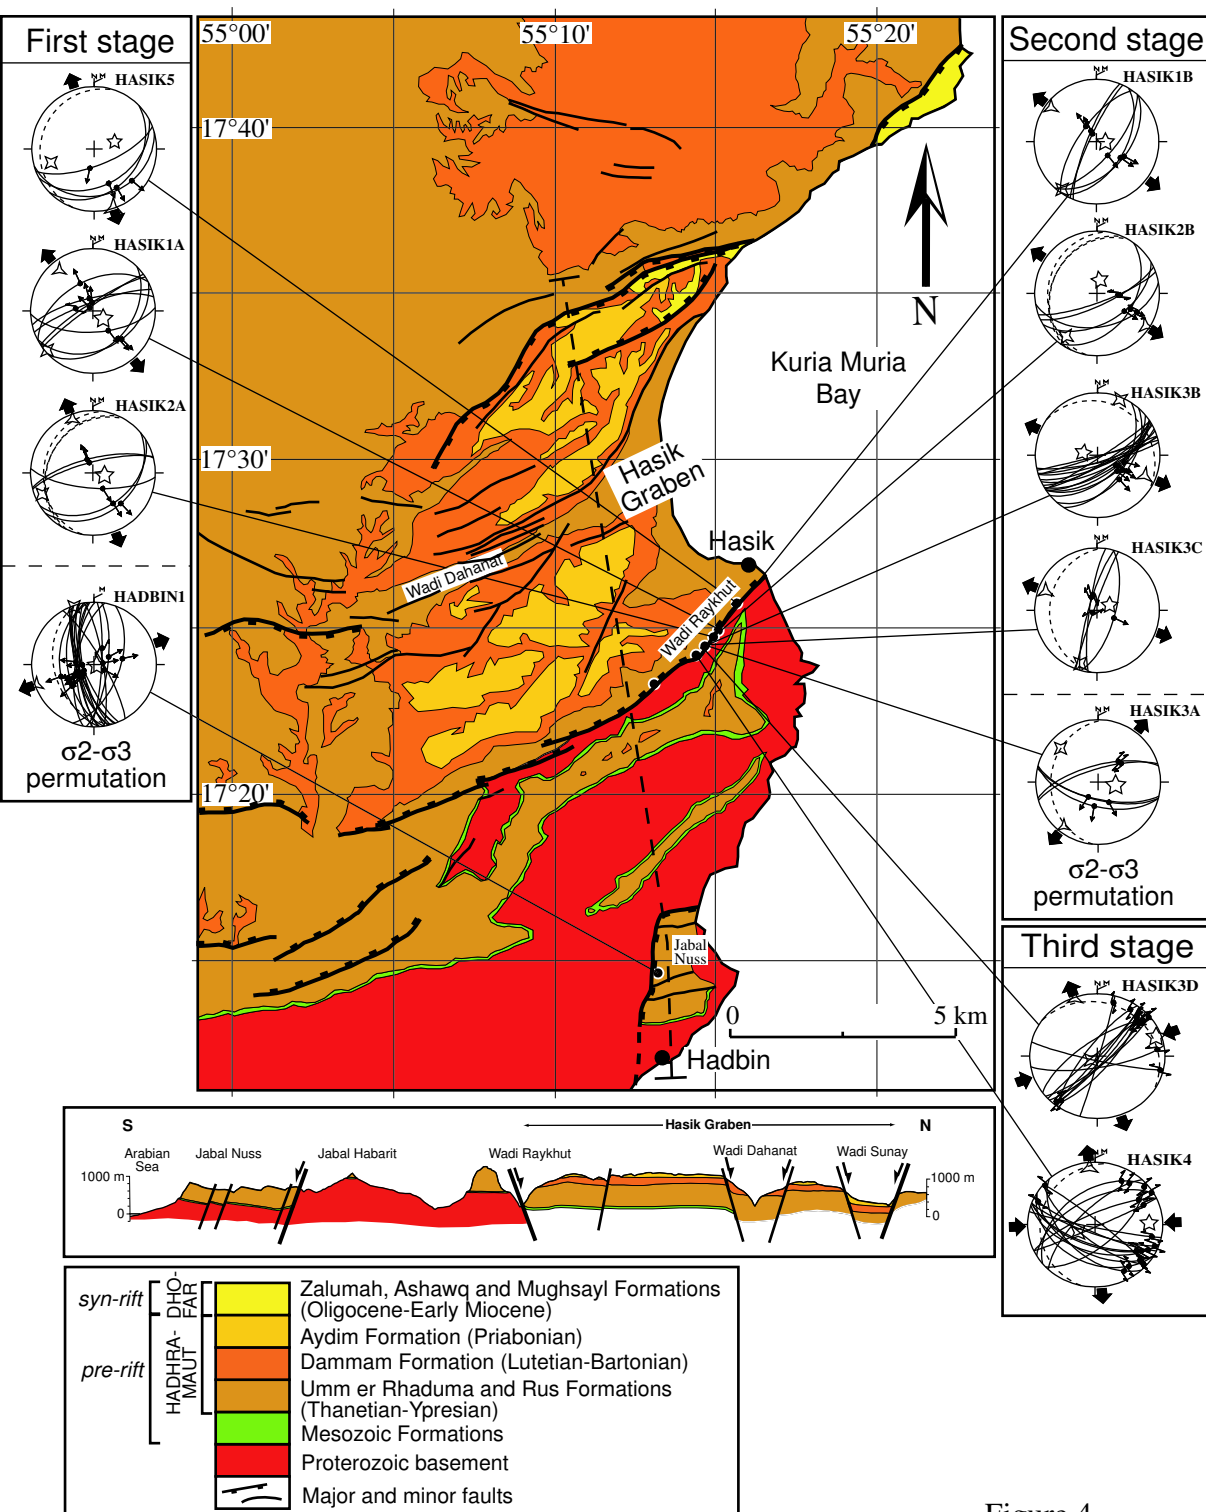 First stage
HASIK5
HASIK1A
HASIK2A
HADBIN1
σ2-σ3
permutation
55°00'
55°10'
55°20'
17°40'
17°30'
17°20'
N
Kuria Muria
Bay
Hasik
Graben
Hasik
Wadi Dahanat
Wadi Raykhut
Jabal
Nuss
0 5 km
Hadbin
Second stage
HASIK1B
HASIK2B
HASIK3B
HASIK3C
HASIK3A
σ2-σ3
permutation
Third stage
HASIK3D
HASIK4
S Hasik Graben N
Arabian
Sea
Jabal Nuss
Jabal Habarit
Wadi Raykhut
Wadi Dahanat
Wadi Sunay
1000 m
0
1000 m
0
syn-rift
pre-rift
DHO-
FAR
HADHRA-
MAUT
Zalumah, Ashawq and Mughsayl Formations
(Oligocene-Early Miocene)
Aydim Formation (Priabonian)
Dammam Formation (Lutetian-Bartonian)
Umm er Rhaduma and Rus Formations
(Thanetian-Ypresian)
Mesozoic Formations
Proterozoic basement
Major and minor faults
Figure 4